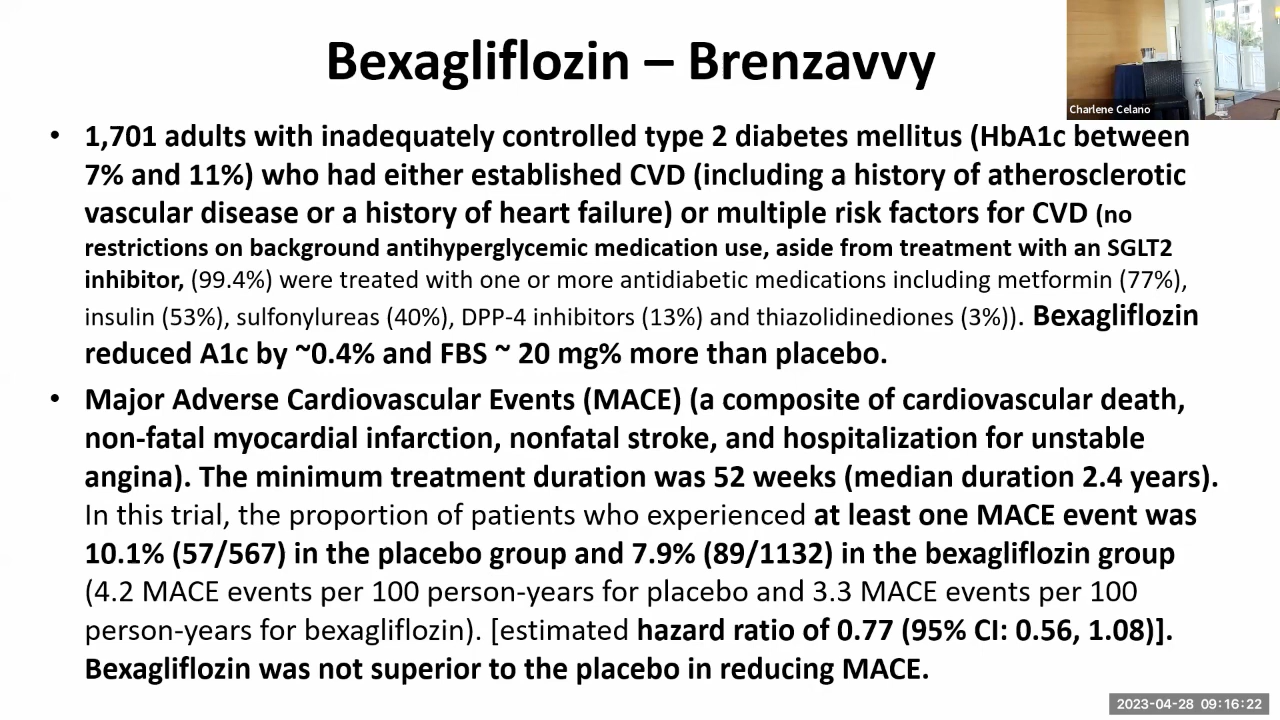 Bexagliflozin – Brenzavvy
Charlene Celano
• 1,701 adults with inadequately controlled type 2 diabetes mellitus (HbA1c between
7% and 11%) who had either established CVD (including a history of atherosclerotic
vascular disease or a history of heart failure) or multiple risk factors for CVD (no
restrictions on background antihyperglycemic medication use, aside from treatment with an SGLT2
inhibitor, (99.4%) were treated with one or more antidiabetic medications including metformin (77%),
insulin (53%), sulfonylureas (40%), DPP-4 inhibitors (13%) and thiazolidinediones (3%)). Bexagliflozin
reduced A1c by ~0.4% and FBS ~ 20 mg% more than placebo.
• Major Adverse Cardiovascular Events (MACE) (a composite of cardiovascular death,
non-fatal myocardial infarction, nonfatal stroke, and hospitalization for unstable
angina). The minimum treatment duration was 52 weeks (median duration 2.4 years).
In this trial, the proportion of patients who experienced at least one MACE event was
10.1% (57/567) in the placebo group and 7.9% (89/1132) in the bexagliflozin group
(4.2 MACE events per 100 person-years for placebo and 3.3 MACE events per 100
person-years for bexagliflozin). [estimated hazard ratio of 0.77 (95% CI: 0.56, 1.08)].
Bexagliflozin was not superior to the placebo in reducing MACE.
2023-04-28 09:16:22